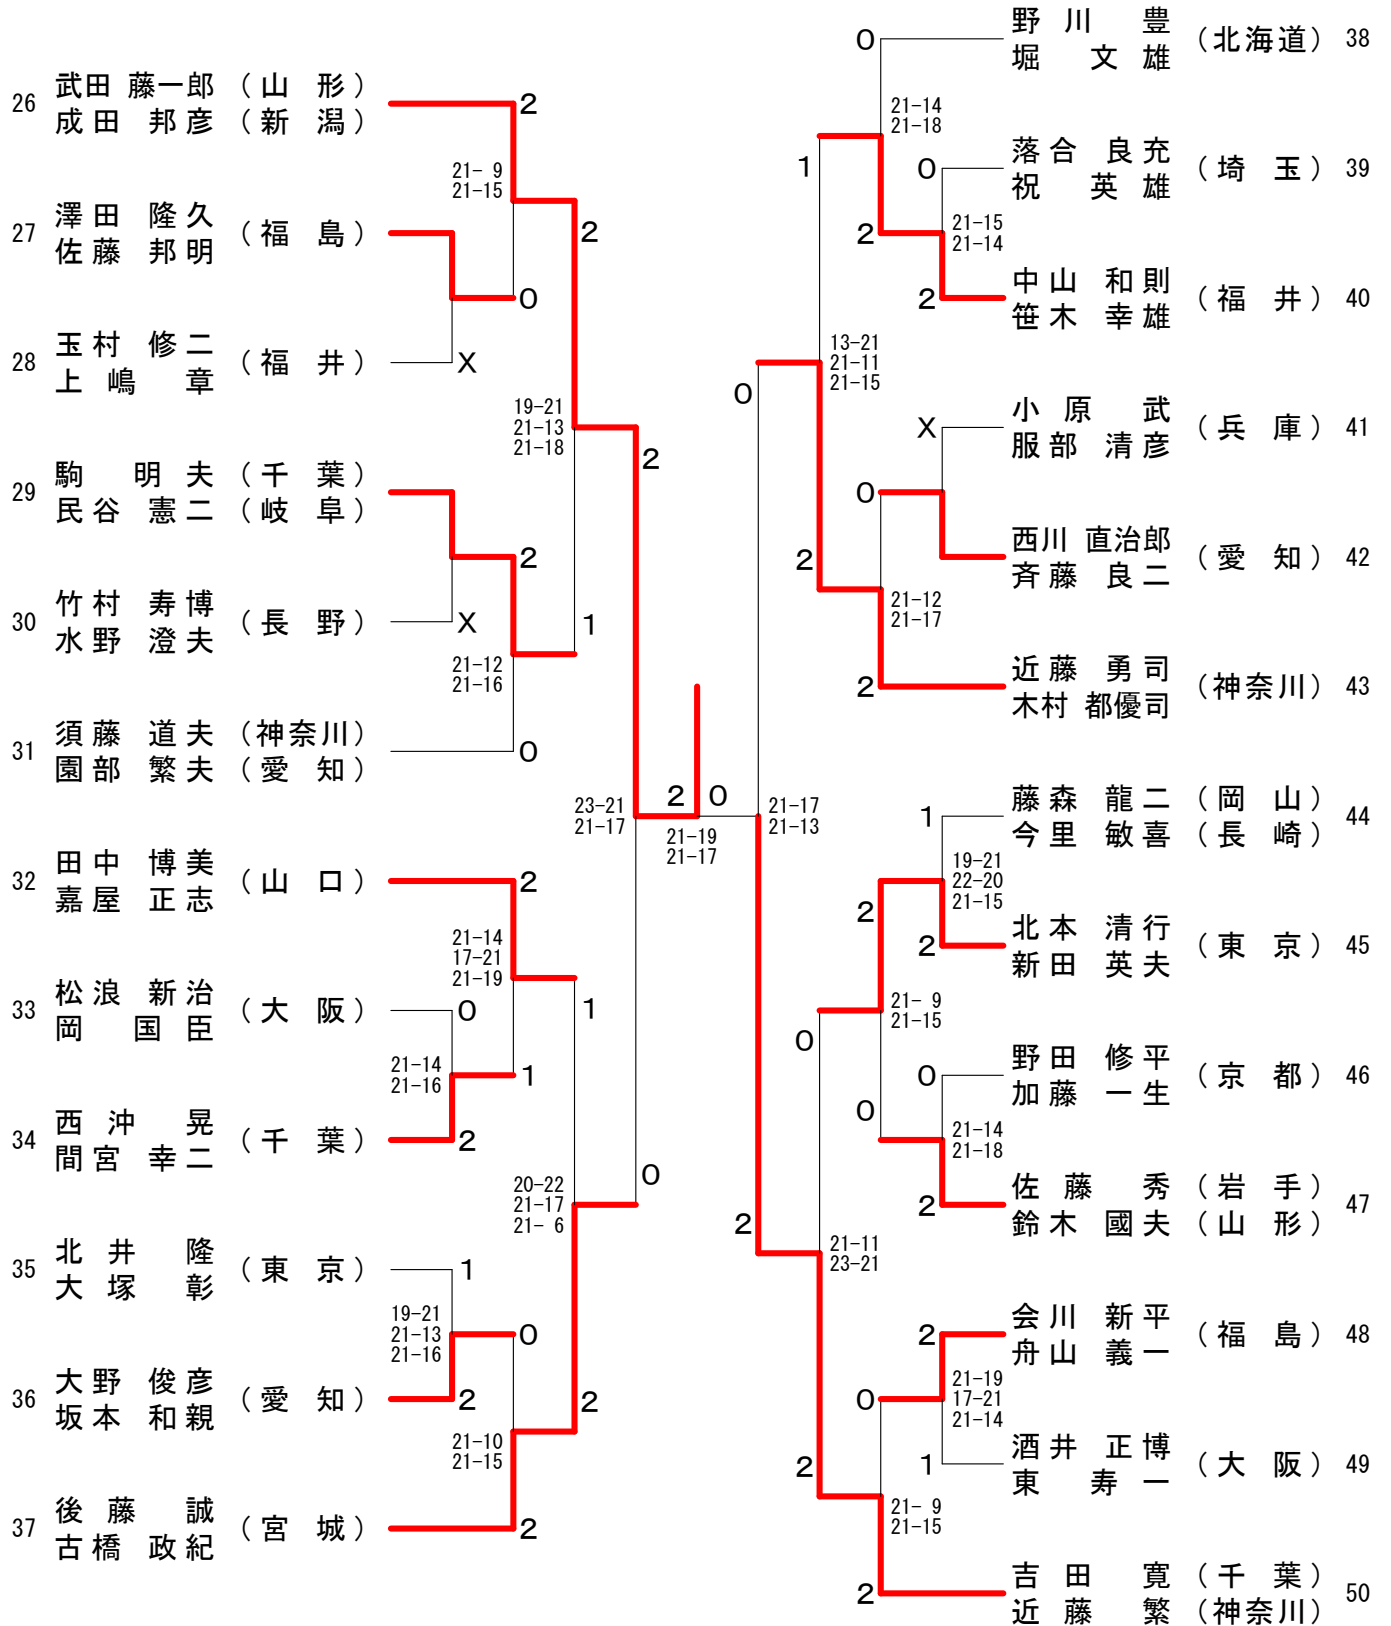 26 武田 藤一郎 (山 形)
成田 邦彦 (新 潟)
2
21- 9
21-15
27 澤田 隆久 (福 島)
佐藤 邦明
2
0
28 玉村 修二 (福 井)
上嶋 章
X
19-21
21-13
21-18
2
29 駒 明夫 (千 葉)
民谷 憲二 (岐 阜)
2
30 竹村 寿博 (長 野)
水野 澄夫
X
1
21-12
21-16
31 須藤 道夫 (神奈川)
園部 繁夫 (愛 知)
0
23-21
21-17
2 0
21-19
21-17
32 田中 博美 (山 口)
嘉屋 正志
2
21-14
17-21
21-19
33 松浪 新治 (大 阪)
岡 国臣
0
1
21-14
21-16
1
34 西沖 晃 (千 葉)
間宮 幸二
2
20-22
21-17
21- 6
0
35 北井 隆 (東 京)
大塚 彰
1
19-21
21-13
21-16
0
36 大野 俊彦 (愛 知)
坂本 和親
2
2
21-10
21-15
37 後藤 誠 (宮 城)
古橋 政紀
2
0
野川 豊 (北海道) 38
堀 文雄
21-14
21-18
1
0
落合 良充 (埼 玉) 39
祝 英雄
2
21-15
21-14
2
中山 和則 (福 井) 40
笹木 幸雄
13-21
21-11
21-15
0
X
小原 武 (兵 庫) 41
服部 清彦
0
2
西川 直治郎 (愛 知) 42
斉藤 良二
21-12
21-17
2
近藤 勇司 (神奈川) 43
木村 都優司
21-17
21-13
1
藤森 龍二 (岡 山) 44
今里 敏喜 (長 崎)
19-21
22-20
21-15
2
2
北本 清行 (東 京) 45
新田 英夫
21- 9
21-15
0
0
野田 修平 (京 都) 46
加藤 一生
0
21-14
21-18
2
佐藤 秀 (岩 手) 47
鈴木 國夫 (山 形)
2
21-11
23-21
2
会川 新平 (福 島) 48
舟山 義一
0
21-19
17-21
21-14
2
1
酒井 正博 (大 阪) 49
東 寿一
21- 9
21-15
2
吉田 寛 (千 葉) 50
近藤 繁 (神奈川)